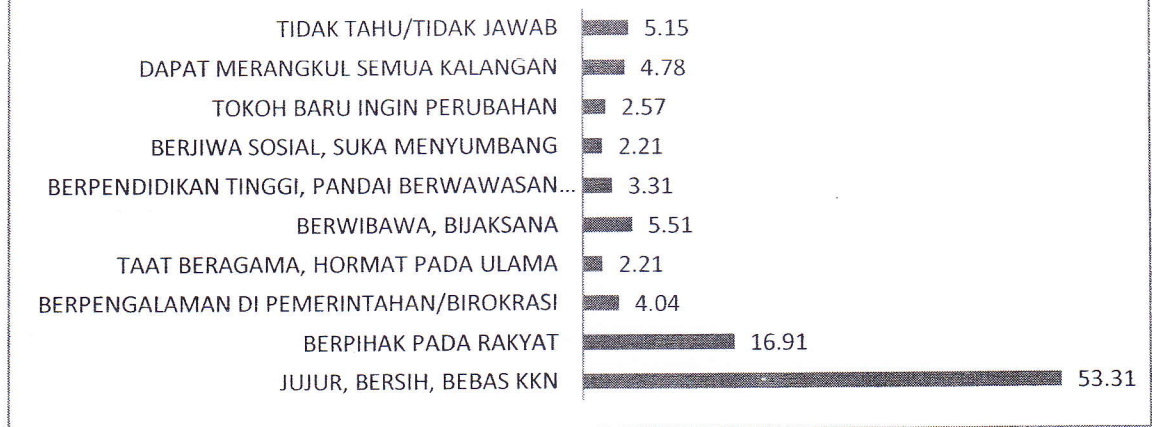 TIDAK TAHU/TIDAK JAWAB 5.15
DAPAT MERANGKUL SEMUA KALANGAN 4.78
TOKOH BARU INGIN PERUBAHAN 2.57
BERJIWA SOSIAL, SUKA MENYUMBANG 2.21
BERPENDIDIKAN TINGGI, PANDAI BERWAWASAN... 3.31
BERWIBAWA, BIJAKSANA 5.51
TAAT BERAGAMA, HORMAT PADA ULAMA 2.21
BERPENGALAMAN DI PEMERINTAHAN/BIROKRASI 4.04
BERPIHAK PADA RAKYAT 16.91
JUJUR, BERSIH, BEBAS KKN 53.31